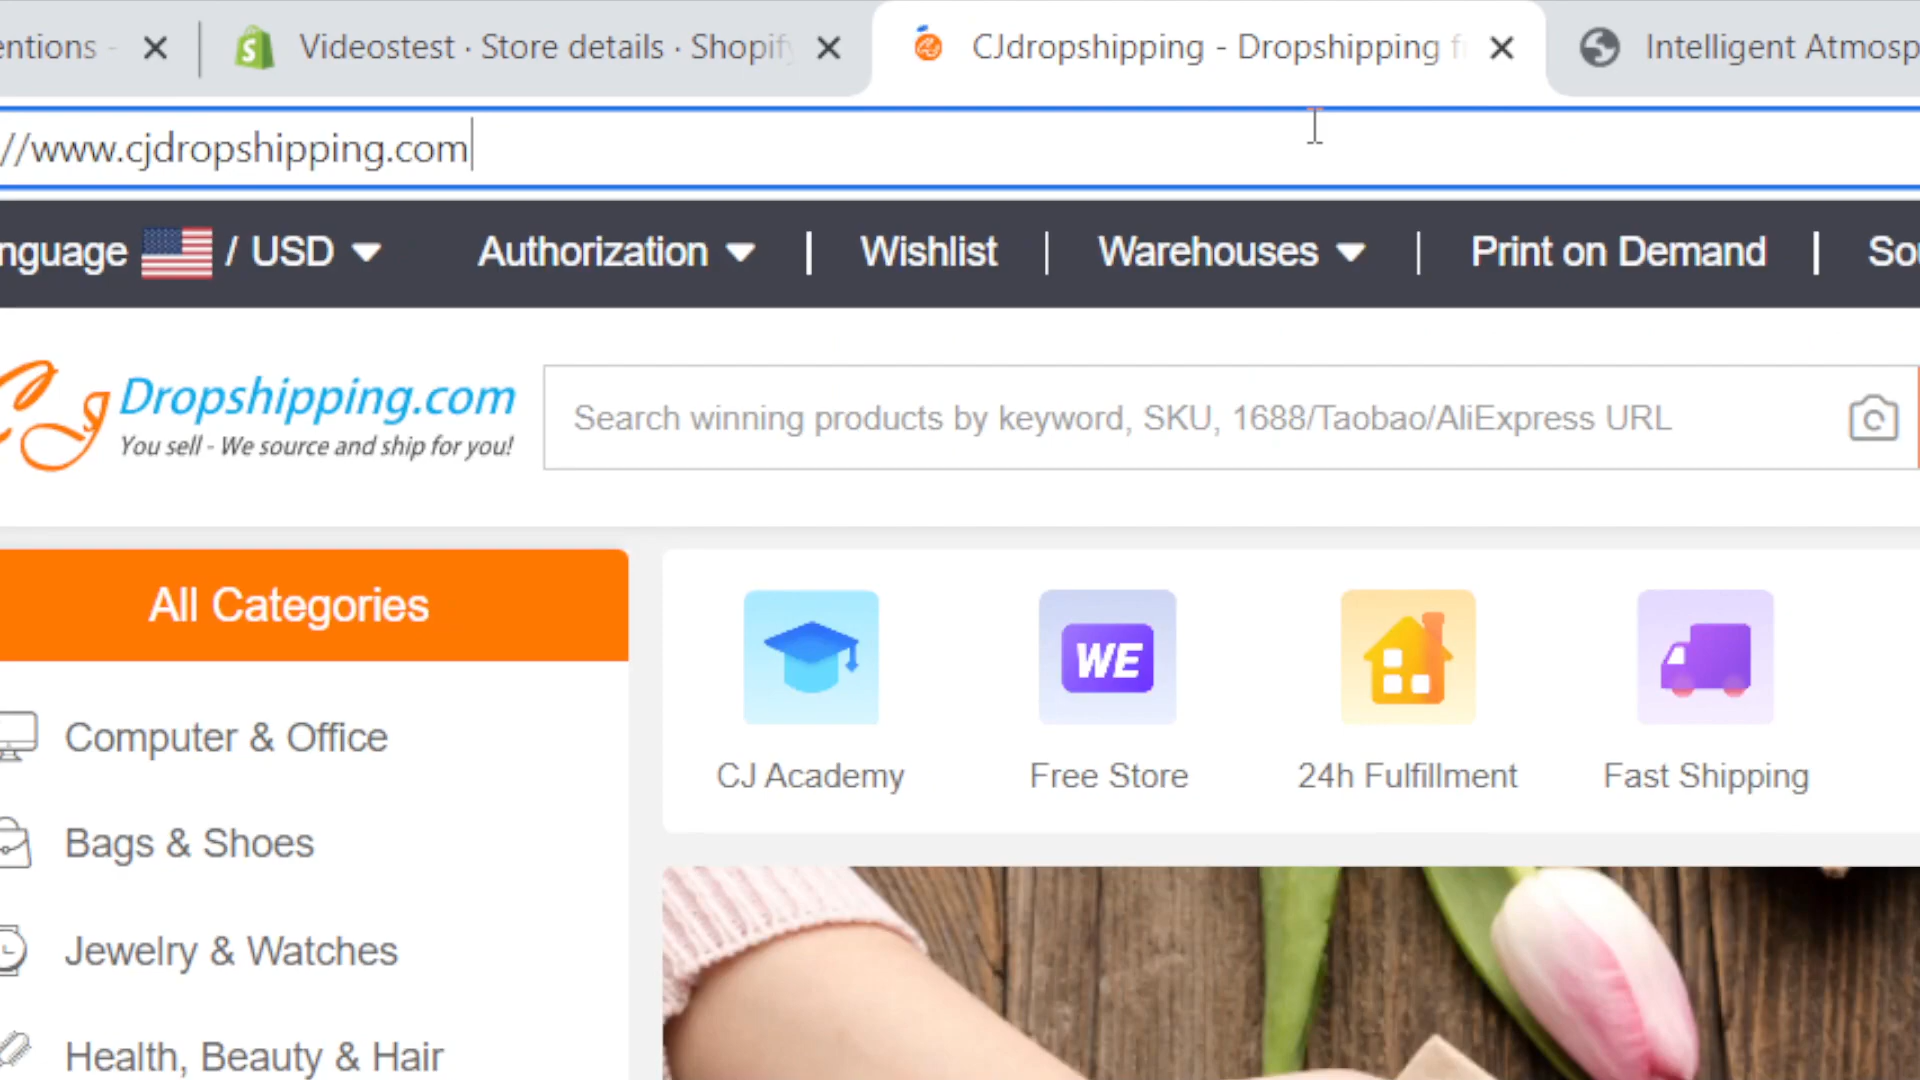 entions -
Videostest · Store details · Shopify
CJdropshipping - Dropshipping f
Intelligent Atmosp
//www.cjdropshipping.com
nguage / USD
Authorization
Wishlist
Warehouses
Print on Demand
Sou
CJ Dropshipping.com
You sell - We source and ship for you!
Search winning products by keyword, SKU, 1688/Taobao/AliExpress URL
All Categories
WE
CJ Academy
Free Store
24h Fulfillment
Fast Shipping
Computer & Office
Bags & Shoes
Jewelry & Watches
Health, Beauty & Hair